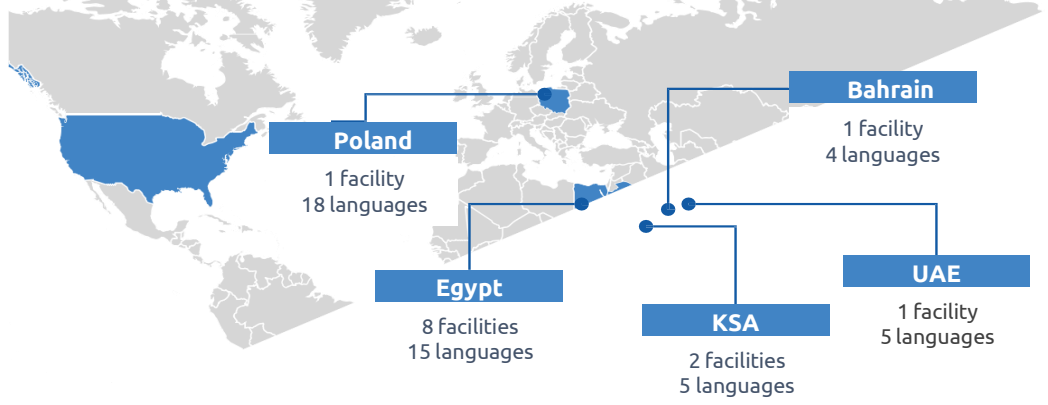 Poland
1 facility
18 languages
Egypt
8 facilities
15 languages
Bahrain
1 facility
4 languages
KSA
2 facilities
5 languages
UAE
1 facility
5 languages